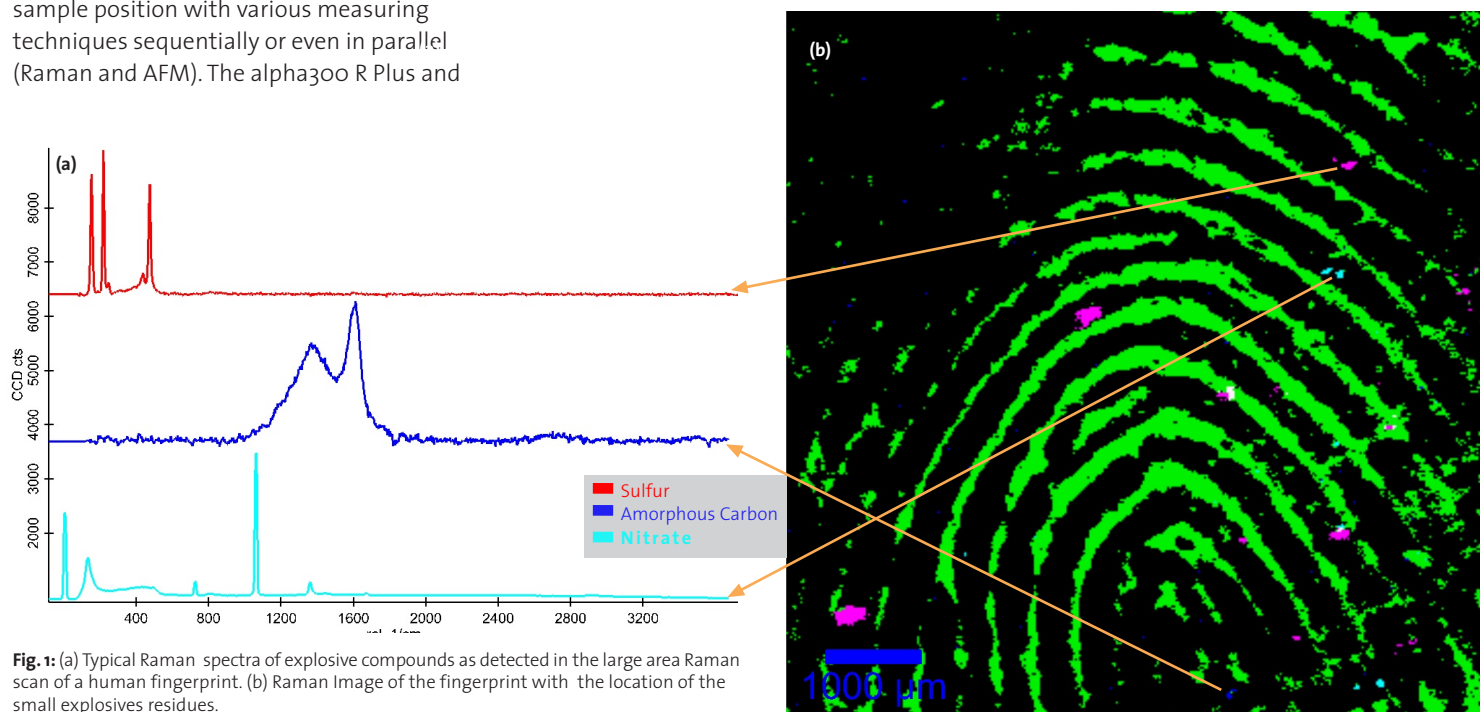 sample position with various measuring
techniques sequentially or even in parallel
(Raman and AFM). The alpha300 R Plus and
(a)
8000
7000
6000
5000
4000
3000
2000
CCD cts
400 800 1200 1600 2000 2400 2800 3200
Sulfur
Amorphous Carbon
Nitrate
(b)
1000 µm
Fig. 1: (a) Typical Raman spectra of explosive compounds as detected in the large area Raman
scan of a human fingerprint. (b) Raman Image of the fingerprint with the location of the
small explosives residues.